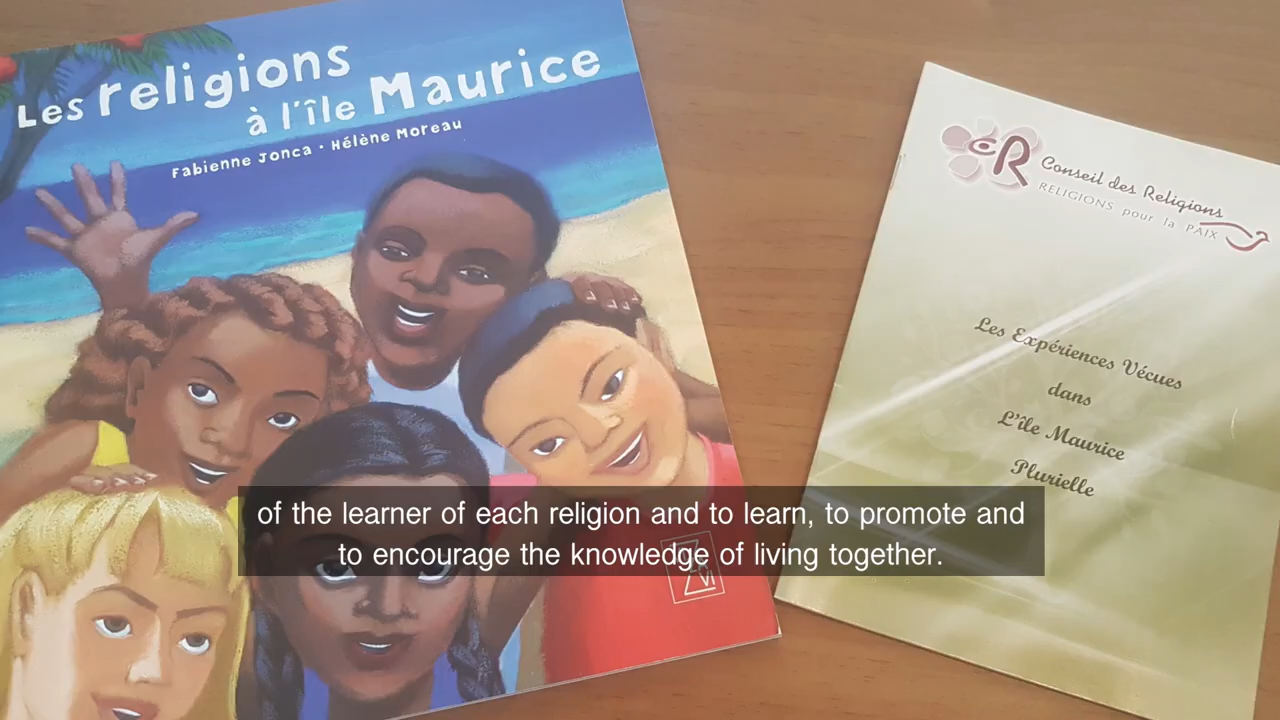 Les religions
à l'île Maurice
Fabienne Jonca • Hélène Moreau
CR
Conseil des Religions
RELIGIONS pour la PAIX
Les Expériences Vécues
dans
L'île Maurice
Plurielle
of the learner of each religion and to learn, to promote and
to encourage the knowledge of living together.